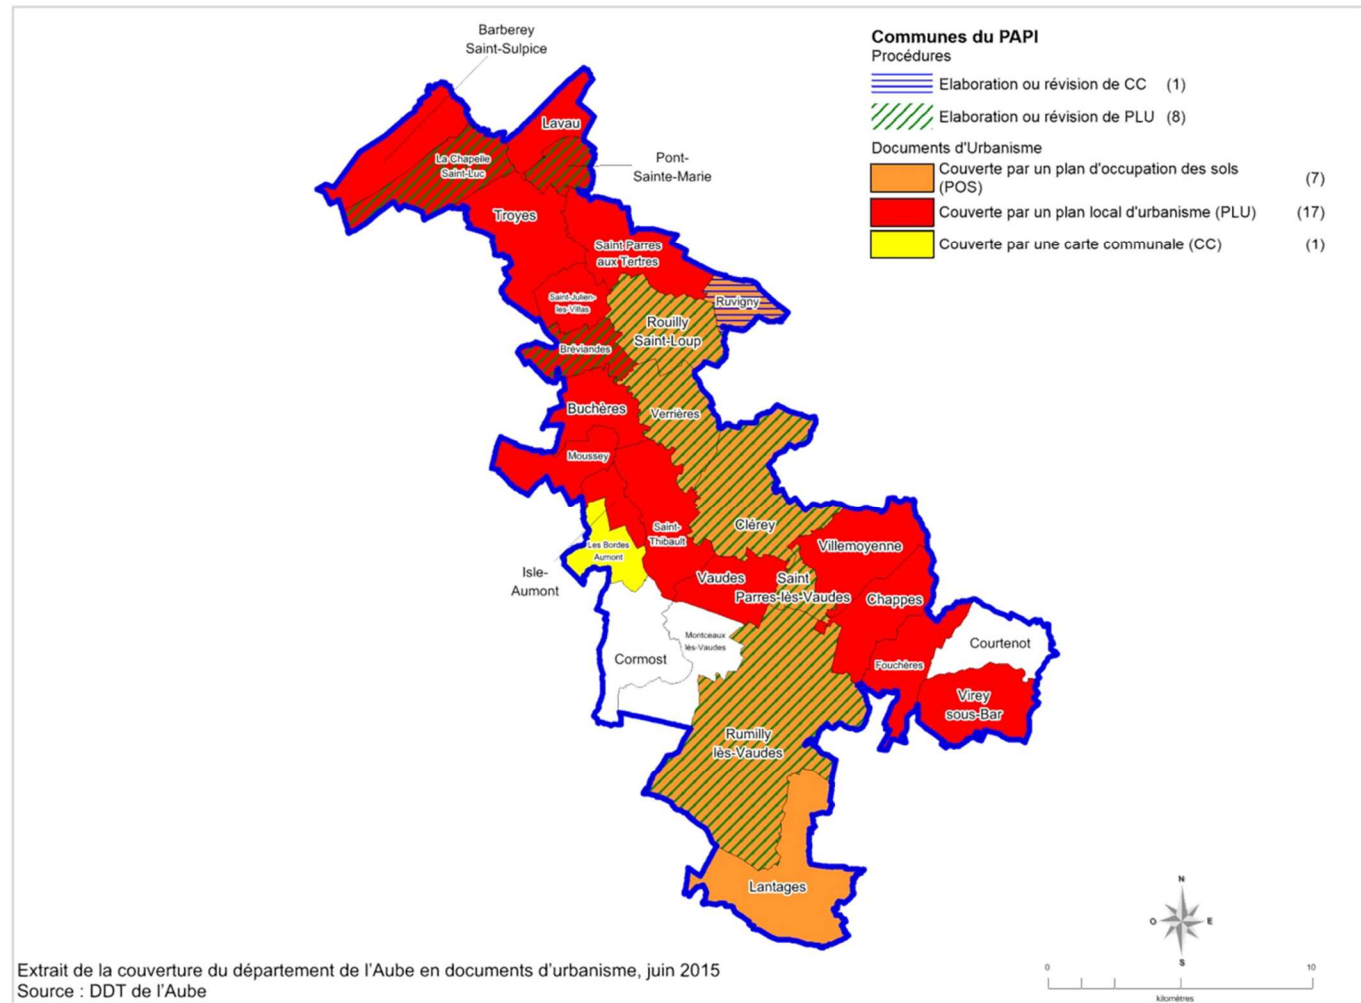 Barberey
Saint-Sulpice
Communes du PAPI
Procédures
Elaboration ou révision de CC (1)
Elaboration ou révision de PLU (8)
Documents d'Urbanisme
Couverte par un plan d'occupation des sols
(POS) (7)
Couverte par un plan local d'urbanisme (PLU) (17)
Couverte par une carte communale (CC) (1)
Lavau
La Chapelle
Saint-Luc
Pont-
Sainte-Marie
Troyes
Saint Parres
aux Tertres
Saint-Julien-
les-Villas
Ruvigny
Rouilly
Saint-Loup
Bréviandes
Buchères
Verrières
Moussey
Clérey
Saint-
Thibault
Les Bordes
Aumont
Villemoyenne
Isle-
Aumont
Vaudes
Saint
Parres-lès-Vaudes
Chappes
Montceaux
lès-Vaudes
Cormost
Courtenot
Fouchères
Virey
sous-Bar
Rumilly
lès-Vaudes
Lantages
N
O E
S
0 10
kilomètres
Extrait de la couverture du département de l'Aube en documents d'urbanisme, juin 2015
Source : DDT de l'Aube